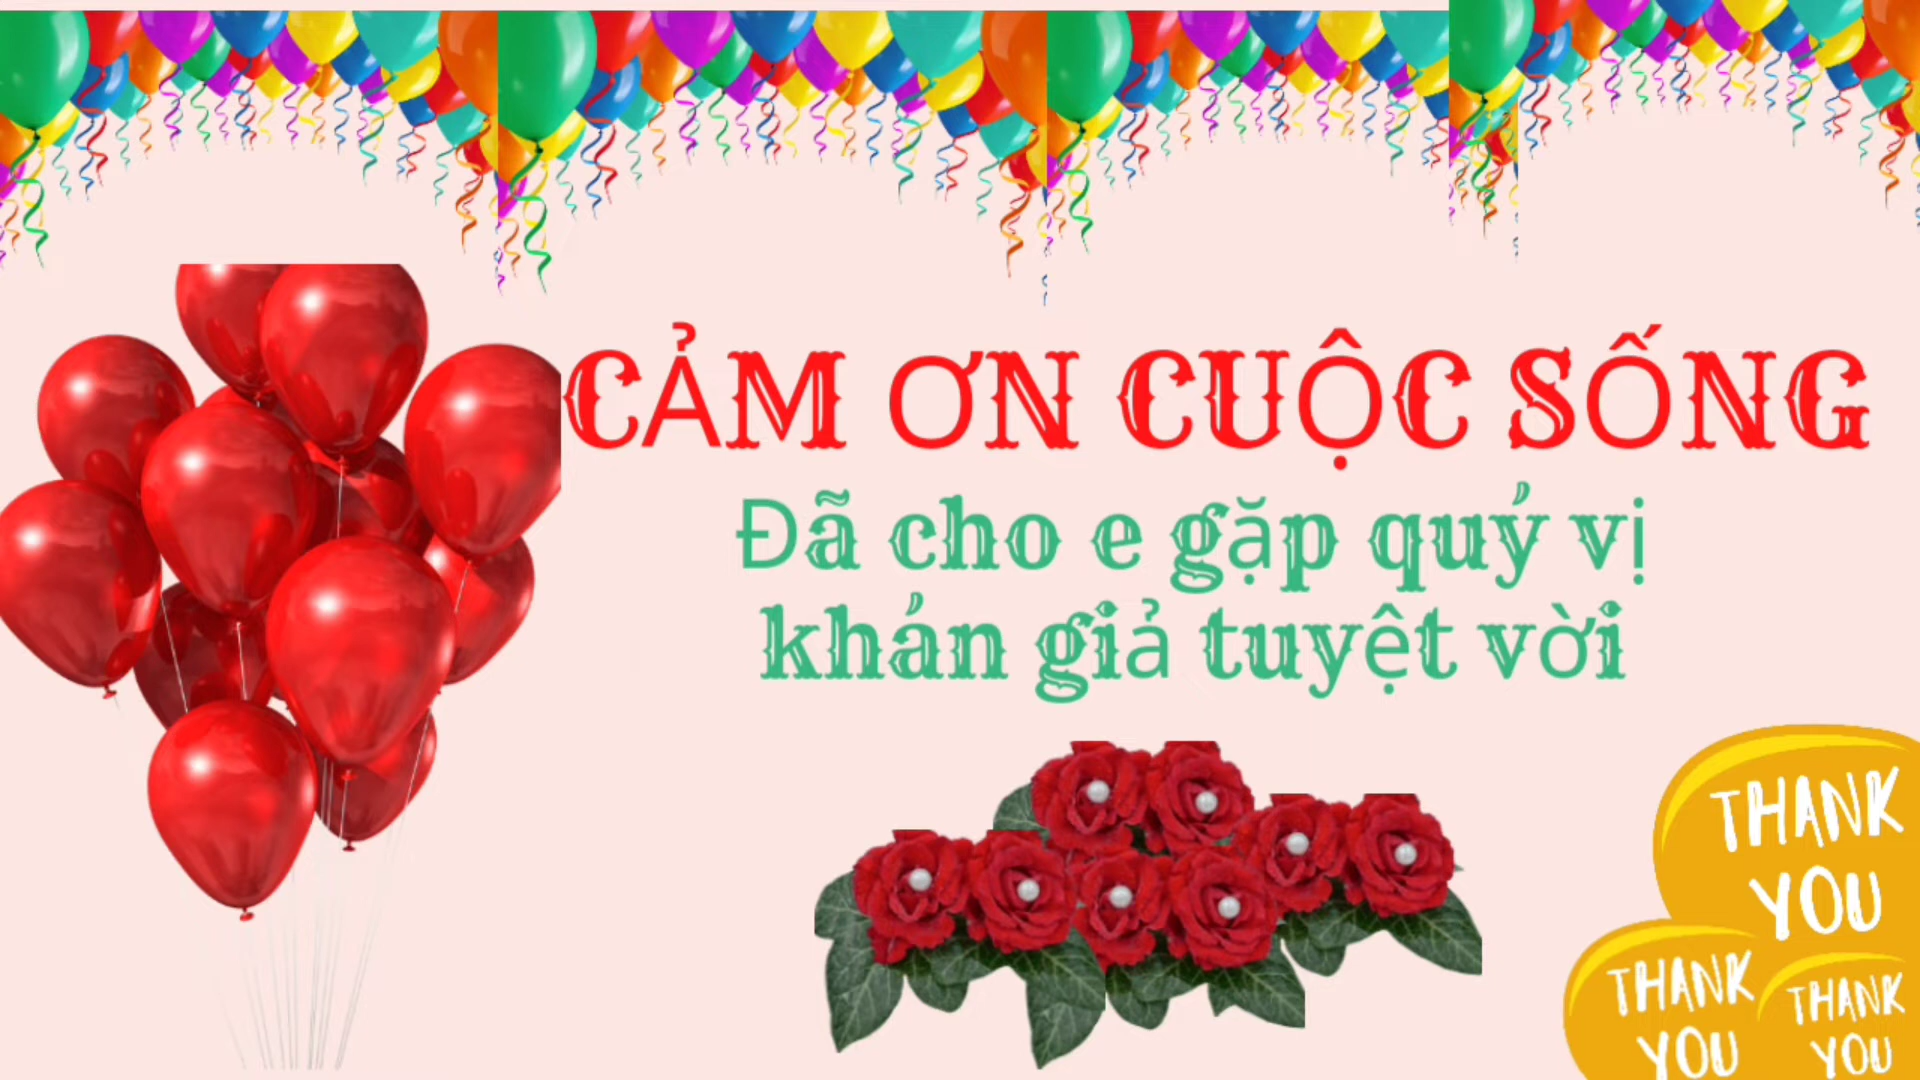 CẢM ƠN CUỘC SỐNG
Đã cho e gặp quý vị
khán giả tuyệt vời
THANK
YOU
THANK
YOU
THANK
YOU